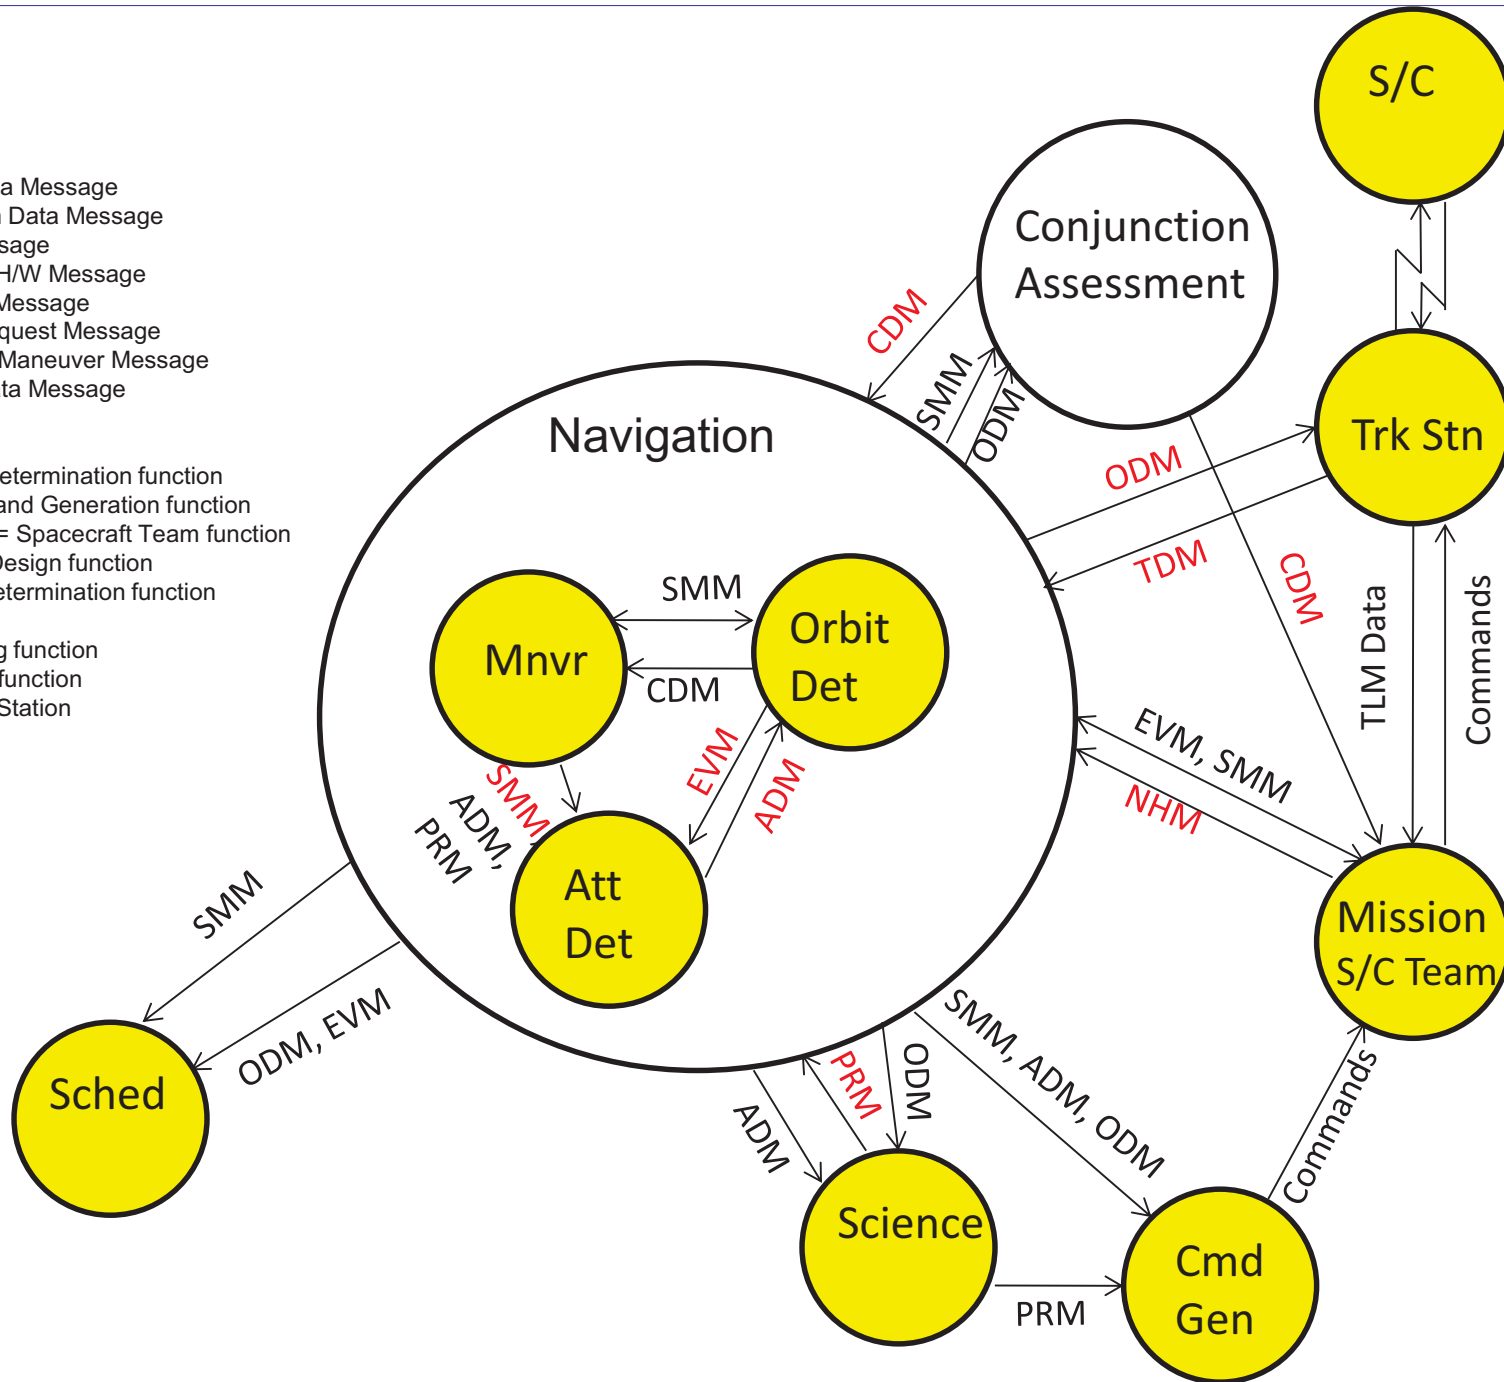 a Message
Data Message
sage
H/W Message
Message
quest Message
Maneuver Message
ata Message
etermination function
and Generation function
= Spacecraft Team function
Design function
etermination function
g function
function
Station
S/C
Conjunction
Assessment
CDM
SMM
ODM
Navigation
Trk Stn
ODM
TDM
CDM
TLM Data
Commands
SMM
Mnvr
Orbit
Det
CDM
EVM
ADM
SMM,
ADM,
PRM
Att
Det
EVM, SMM
NHM
Mission
S/C Team
SMM
ODM, EVM
Sched
ADM
PRM
ODM
SMM, ADM, ODM
Commands
Science
PRM
Cmd
Gen